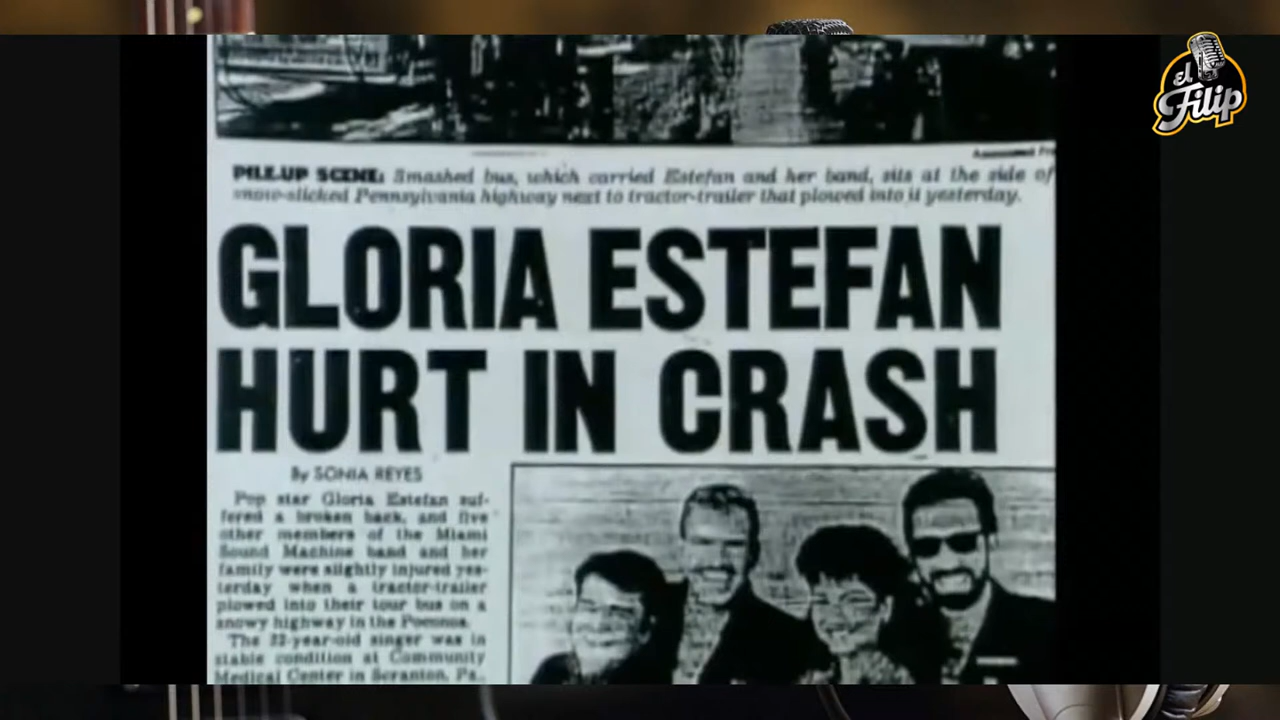 El
Filip
PILE-UP SCENE: Smashed bus, which carried Estefan and her band, sits at the side of
snow-slicked Pennsylvania highway next to tractor-trailer that plowed into it yesterday.
GLORIA ESTEFAN
HURT IN CRASH
By SONIA REYES
Pop star Gloria Estefan suf-
fered a broken back, and five
other members of the Miami
Sound Machine band and her
family were slightly injured yes-
terday when a tractor-trailer
plowed into their tour bus on a
snowy highway in the Poconos.
The 32-year-old singer was in
stable condition at Community
Medical Center in Scranton, Pa.,